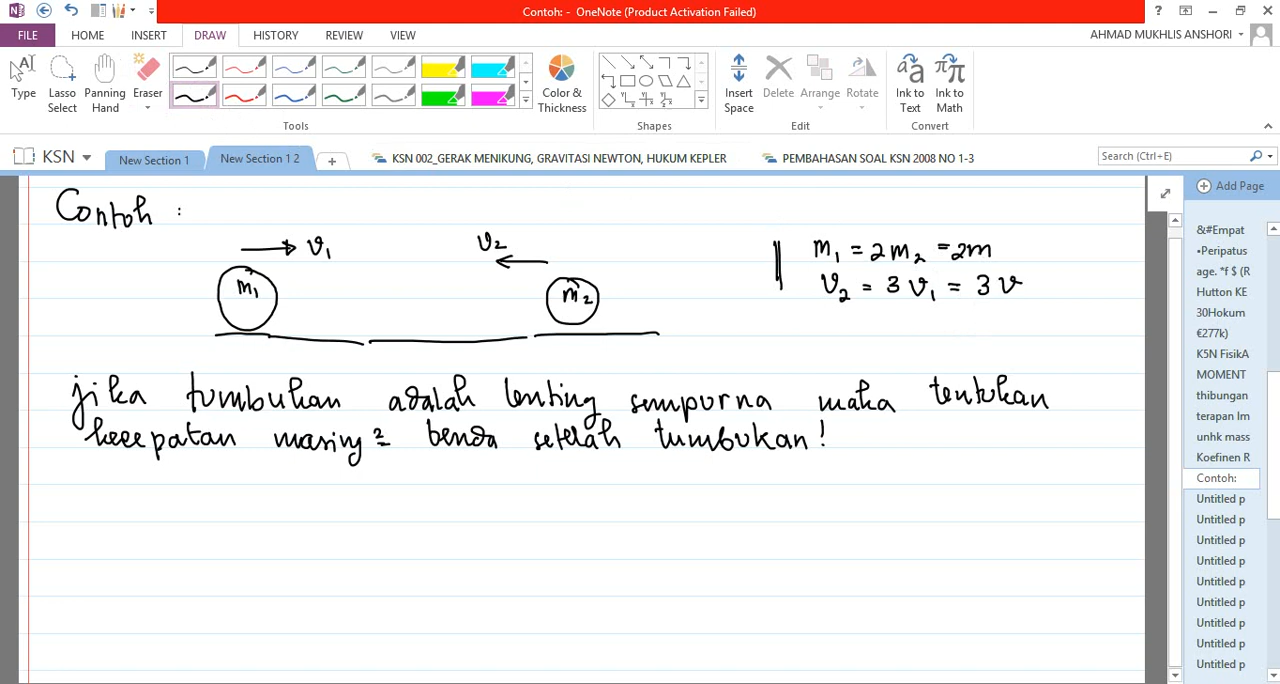 Contoh: - OneNote (Product Activation Failed)
?
FILE HOME INSERT DRAW HISTORY REVIEW VIEW
AHMAD MUKHLIS ANSHORI
Type
Lasso Select
Panning Hand
Eraser
Color & Thickness
Insert Space
Delete
Arrange
Rotate
Ink to Text
Ink to Math
Tools
Shapes
Edit
Convert
KSN
New Section 1
New Section 1 2
KSN 002_GERAK MENIKUNG, GRAVITASI NEWTON, HUKUM KEPLER
PEMBAHASAN SOAL KSN 2008 NO 1-3
Search (Ctrl+E)
Add Page
Contoh :
v₁
v₂
m₁
m₂
m₁ = 2m₂ = 2m
v₂ = 3v₁ = 3v
jika tumbukan adalah lenting sempurna maka tentukan
kecepatan masing² benda setelah tumbukan!
&#Empat
•Peripatus
age. *f $ (R
Hutton KE
30Hokum
€277k)
K5N FisikA
MOMENT
thibungan
terapan Im
unhk mass
Koefinen R
Contoh:
Untitled p
Untitled p
Untitled p
Untitled p
Untitled p
Untitled p
Untitled p
Untitled p
Untitled p